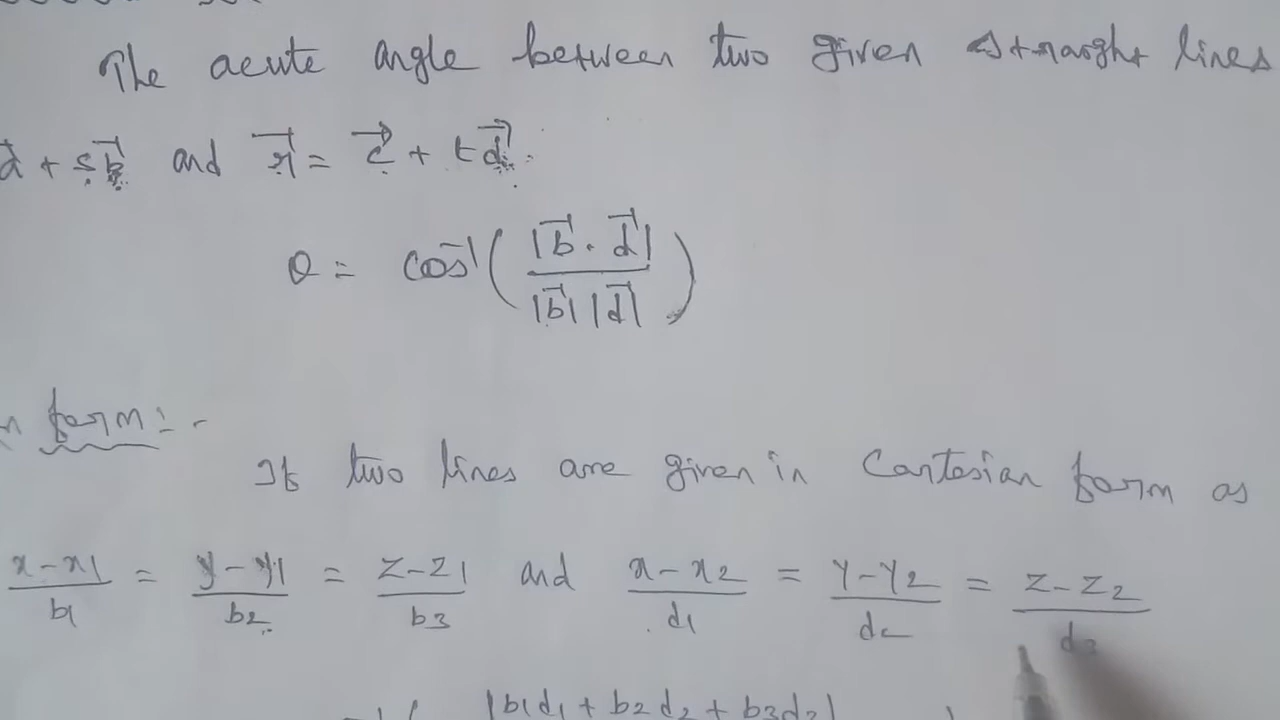 The acute angle between two given straight lines
a⃗ + sb⃗ and r⃗ = c⃗ + td⃗.
θ = cos⁻¹( |b⃗ · d⃗| / |b⃗| |d⃗| )
n form:-
If two lines are given in Cartesian form as
x-x1/b1 = y-y1/b2 = z-z1/b3 and x-x2/d1 = y-y2/d2 = z-z2/d3
|b1d1 + b2d2 + b3d3|